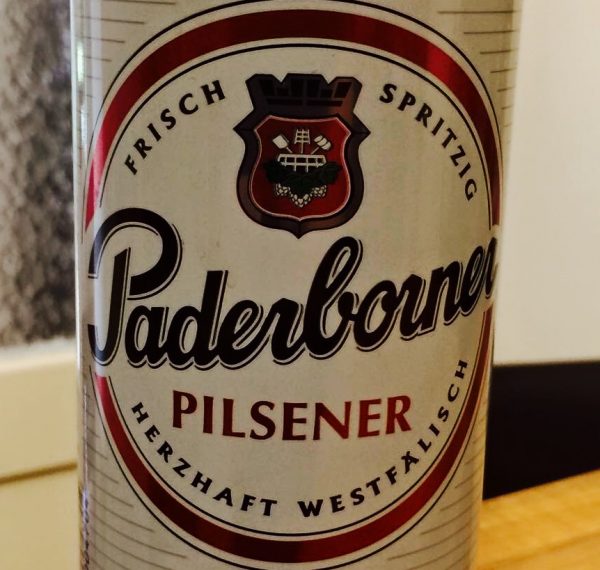 FRISCH SPRITZIG
Paderborner
PILSENER
HERZHAFT WESTFÄLISCH